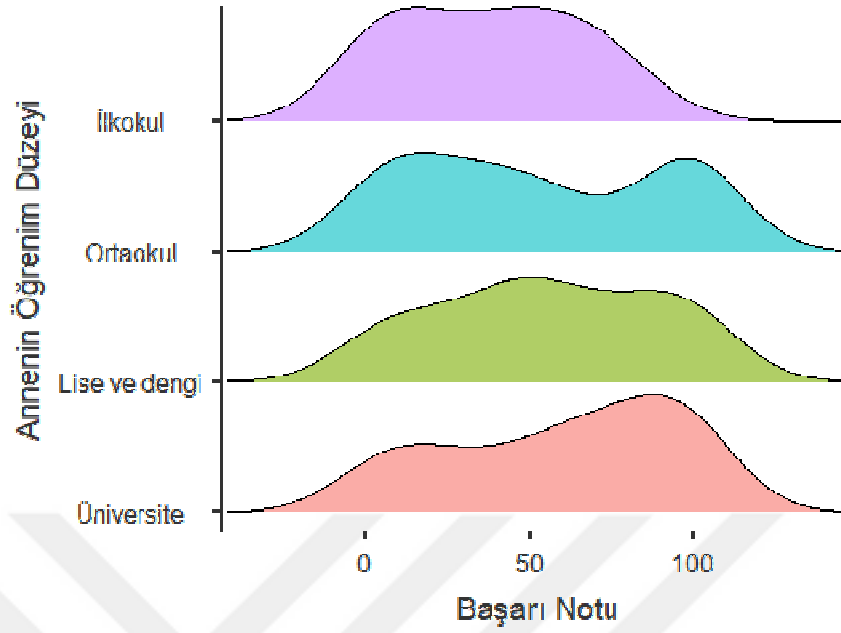 Annenin Öğrenim Düzeyi
İlkokul
Ortaokul
Lise ve dengi
Üniversite
0 50 100
Başarı Notu